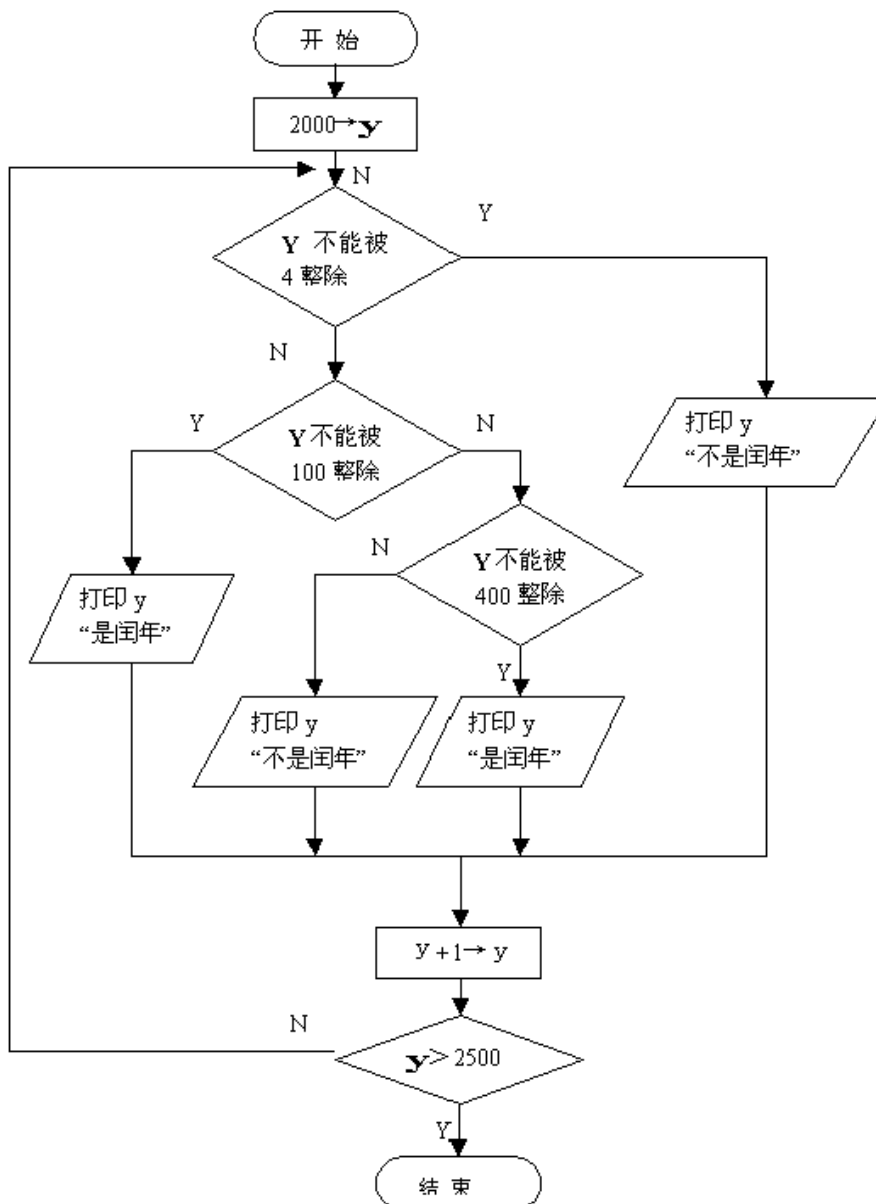 开 始
2000→y
N
Y
Y 不能被
4 整除
N
Y
N
Y不能被
100 整除
打印 y
“不是闰年”
N
Y不能被
400 整除
打印 y
“是闰年”
Y
打印 y
“不是闰年”
打印 y
“是闰年”
y +1→ y
N
y＞2500
Y
结 束